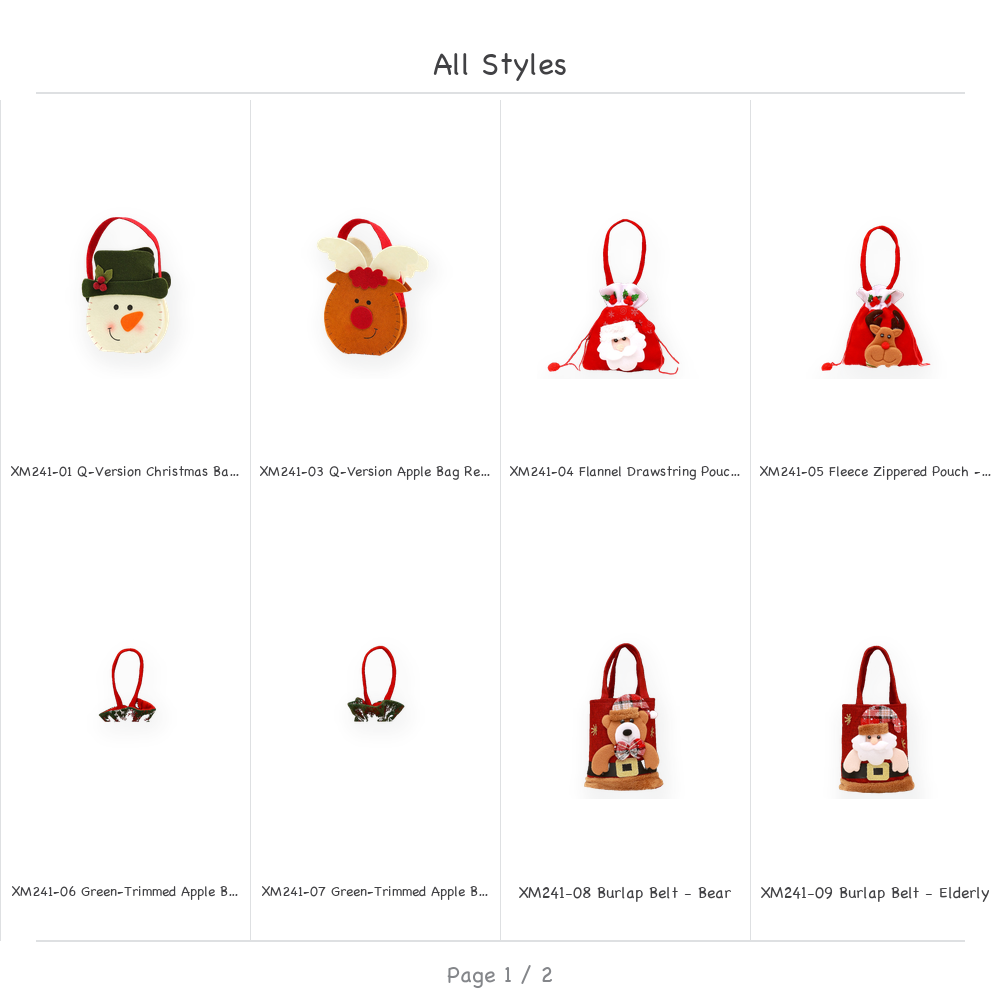 All Styles
XM241-01 Q-Version Christmas Ba...
XM241-03 Q-Version Apple Bag Re...
XM241-04 Flannel Drawstring Pouc...
XM241-05 Fleece Zippered Pouch -...
XM241-06 Green-Trimmed Apple B...
XM241-07 Green-Trimmed Apple B...
XM241-08 Burlap Belt - Bear
XM241-09 Burlap Belt - Elderly
Page 1 / 2